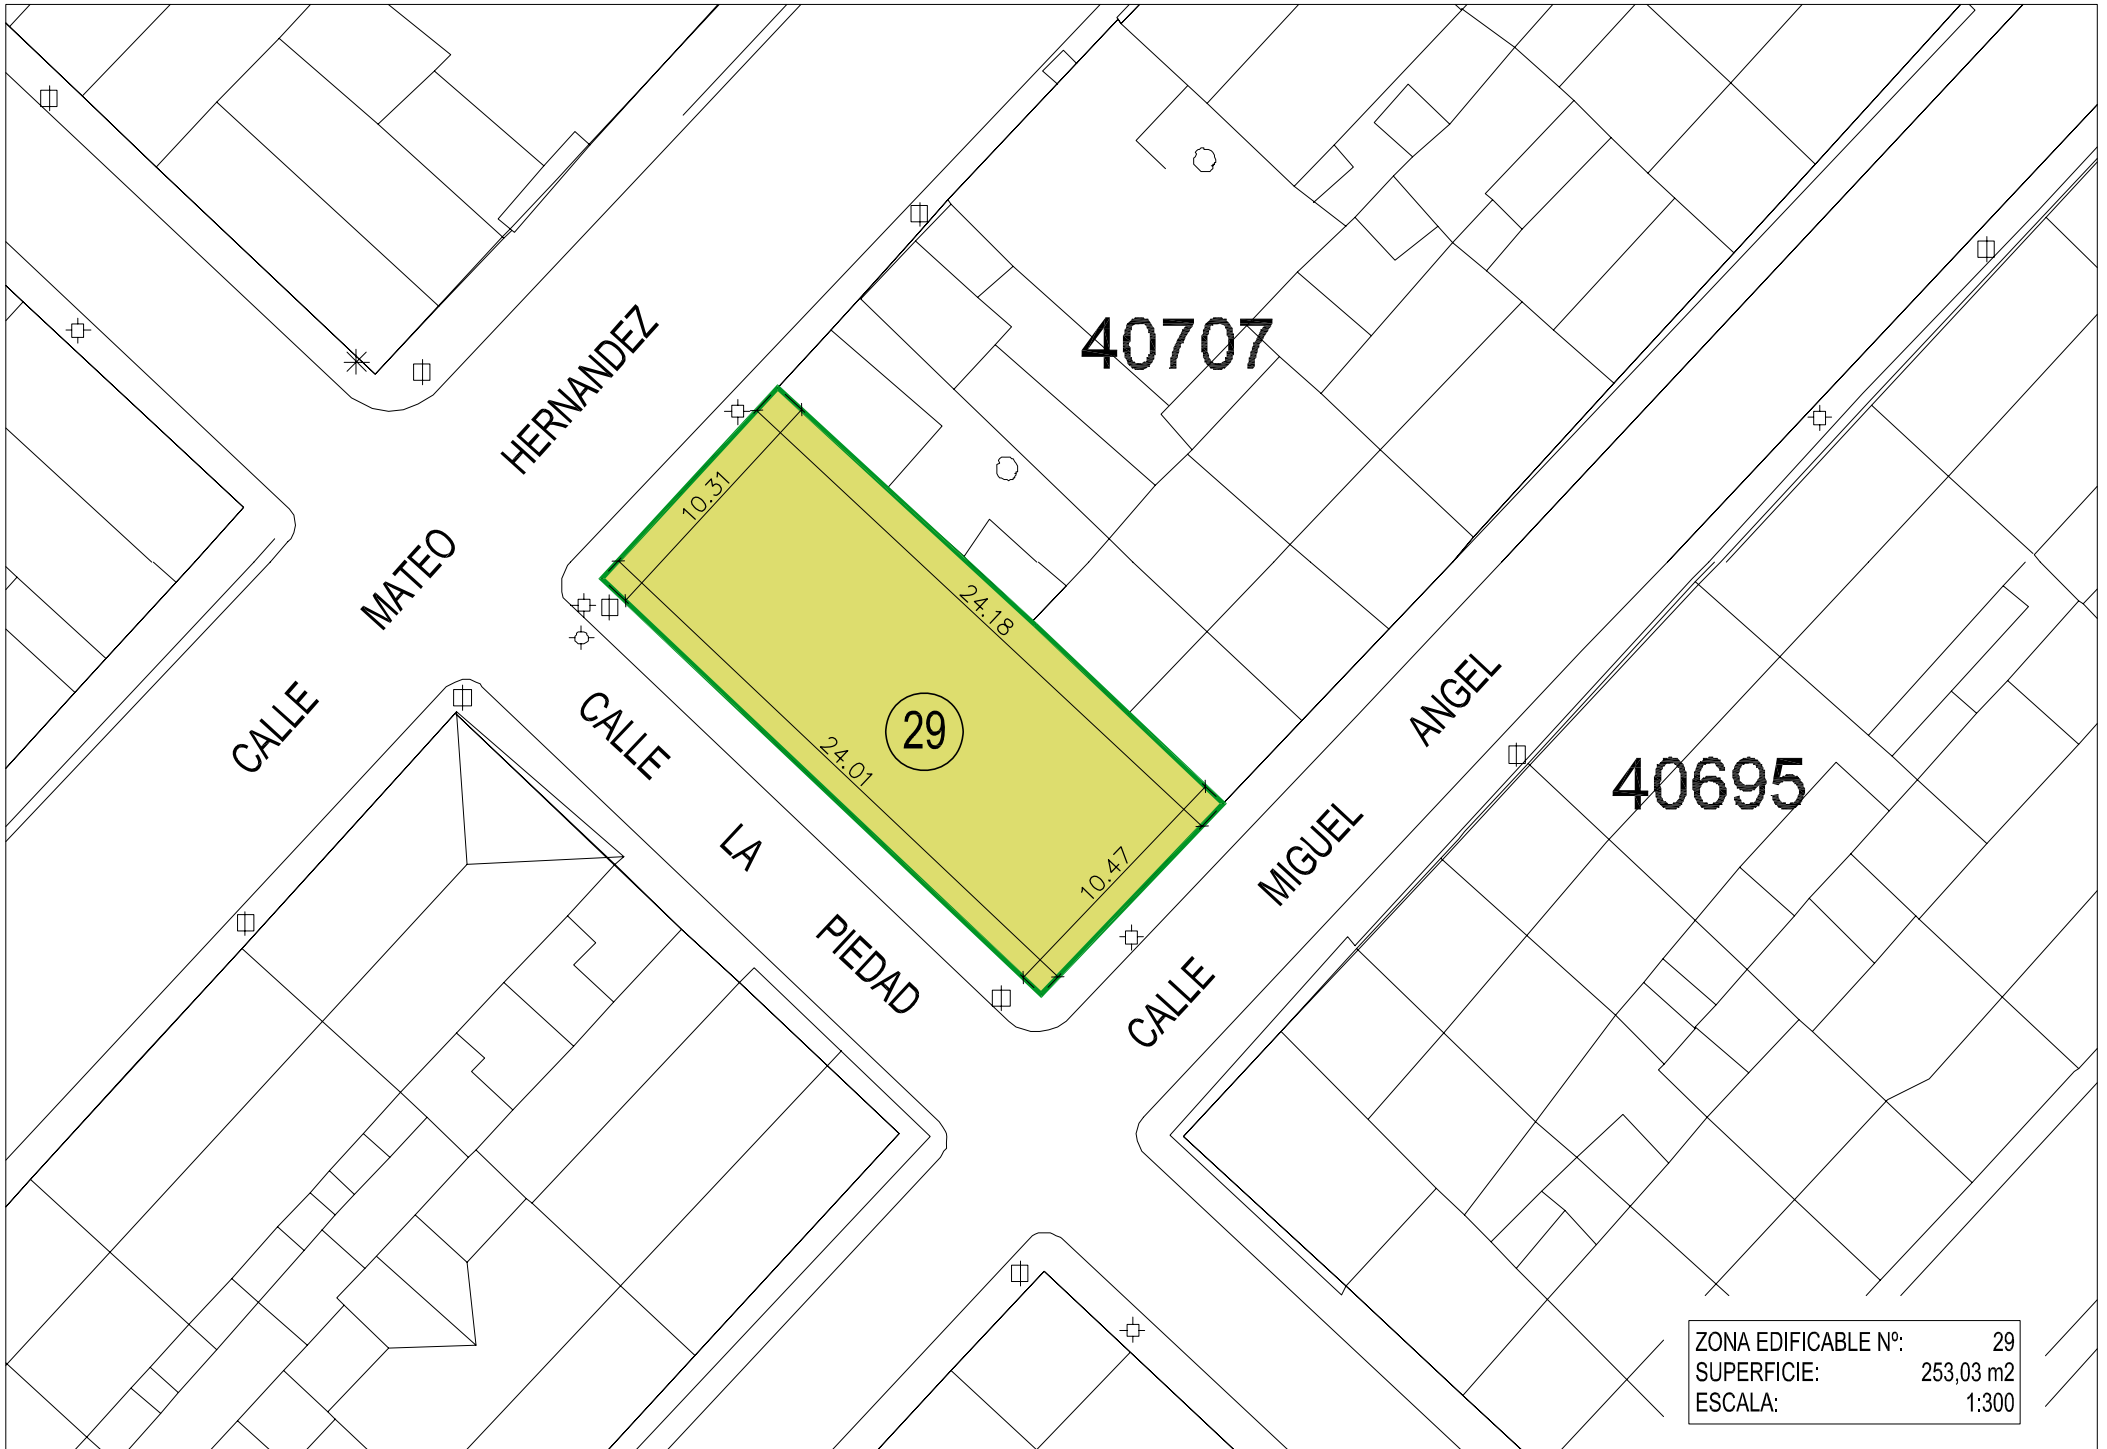 40707
CALLE MATEO HERNANDEZ
10.31
24.18
29
24.01
10.47
CALLE LA PIEDAD
CALLE MIGUEL ANGEL
40695
ZONA EDIFICABLE Nº: 29
SUPERFICIE: 253,03 m2
ESCALA: 1:300